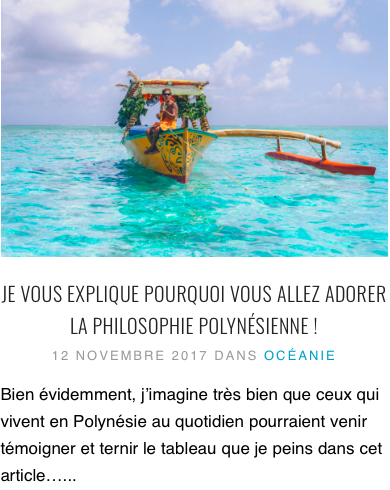 JE VOUS EXPLIQUE POURQUOI VOUS ALLEZ ADORER
LA PHILOSOPHIE POLYNÉSIENNE !
12 NOVEMBRE 2017 DANS OCÉANIE
Bien évidemment, j’imagine très bien que ceux qui
vivent en Polynésie au quotidien pourraient venir
témoigner et ternir le tableau que je peins dans cet
article…...